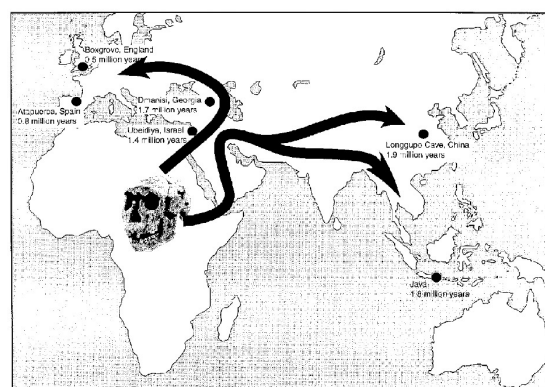 Boxgrove, England
0.5 million years
Dmanisi, Georgia
1.7 million years
Atapuerca, Spain
0.8 million years
Ubeidiya, Israel
1.4 million years
Longgupo Cave, China
1.9 million years
Java
1.8 million years